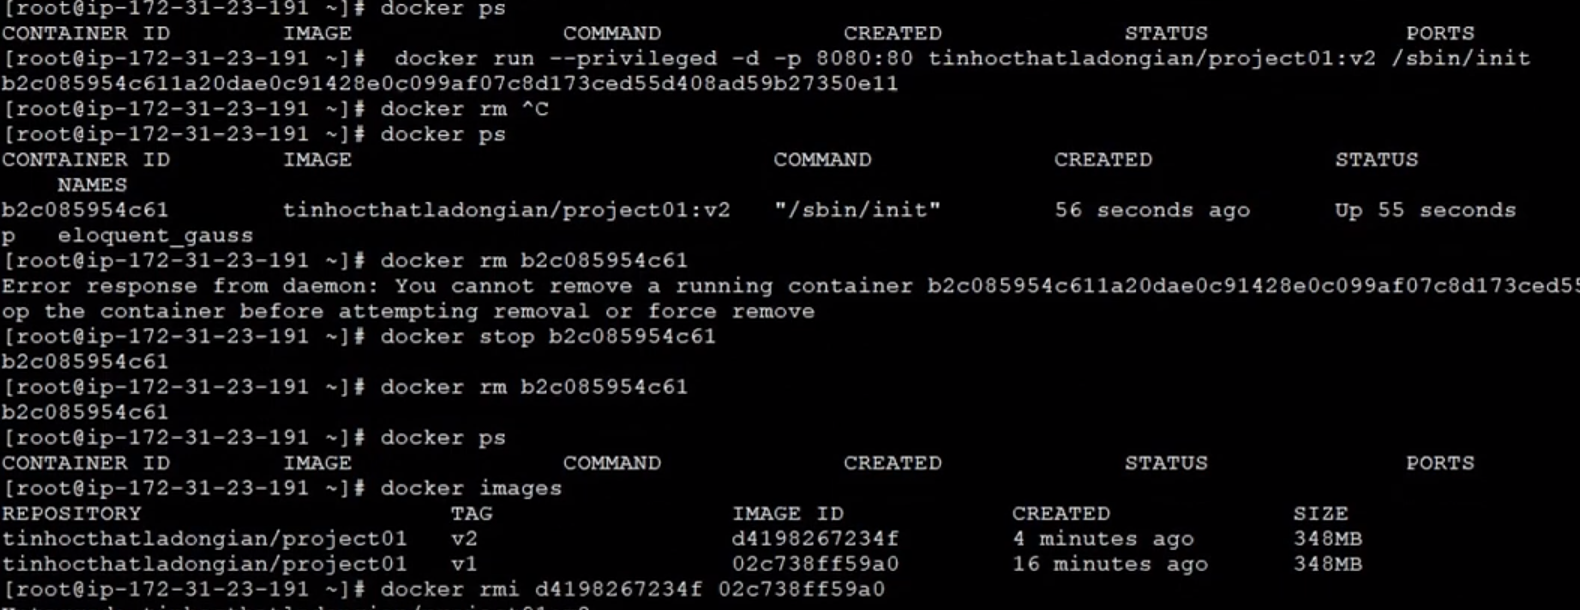 [root@ip-172-31-23-191 ~]# docker ps
CONTAINER ID IMAGE COMMAND CREATED STATUS PORTS
[root@ip-172-31-23-191 ~]#  docker run --privileged -d -p 8080:80 tinhocthatladongian/project01:v2 /sbin/init
b2c085954c611a20dae0c91428e0c099af07c8d173ced55d408ad59b27350e11
[root@ip-172-31-23-191 ~]# docker rm ^C
[root@ip-172-31-23-191 ~]# docker ps
CONTAINER ID IMAGE COMMAND CREATED STATUS
NAMES
b2c085954c61 tinhocthatladongian/project01:v2 "/sbin/init" 56 seconds ago Up 55 seconds
p eloquent_gauss
[root@ip-172-31-23-191 ~]# docker rm b2c085954c61
Error response from daemon: You cannot remove a running container b2c085954c611a20dae0c91428e0c099af07c8d173ced55
op the container before attempting removal or force remove
[root@ip-172-31-23-191 ~]# docker stop b2c085954c61
b2c085954c61
[root@ip-172-31-23-191 ~]# docker rm b2c085954c61
b2c085954c61
[root@ip-172-31-23-191 ~]# docker ps
CONTAINER ID IMAGE COMMAND CREATED STATUS PORTS
[root@ip-172-31-23-191 ~]# docker images
REPOSITORY TAG IMAGE ID CREATED SIZE
tinhocthatladongian/project01 v2 d4198267234f 4 minutes ago 348MB
tinhocthatladongian/project01 v1 02c738ff59a0 16 minutes ago 348MB
[root@ip-172-31-23-191 ~]# docker rmi d4198267234f 02c738ff59a0